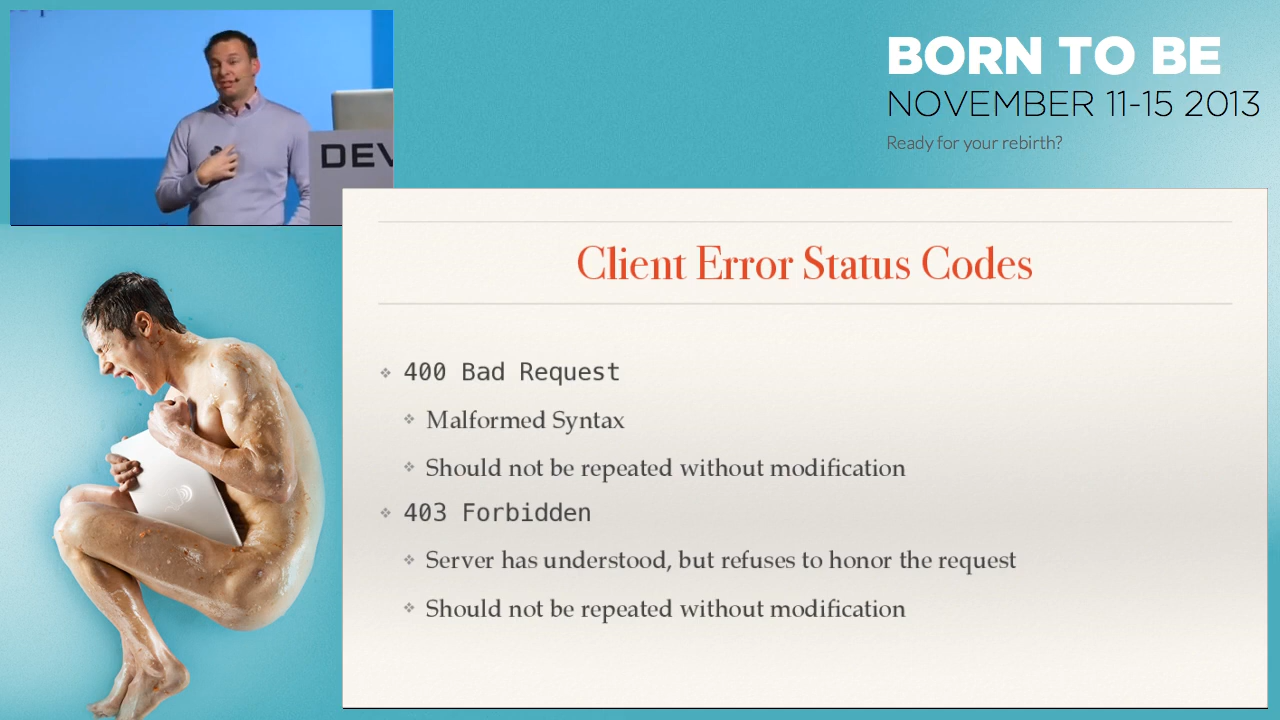 DEV
BORN TO BE
NOVEMBER 11-15 2013
Ready for your rebirth?
Client Error Status Codes
400 Bad Request
Malformed Syntax
Should not be repeated without modification
403 Forbidden
Server has understood, but refuses to honor the request
Should not be repeated without modification